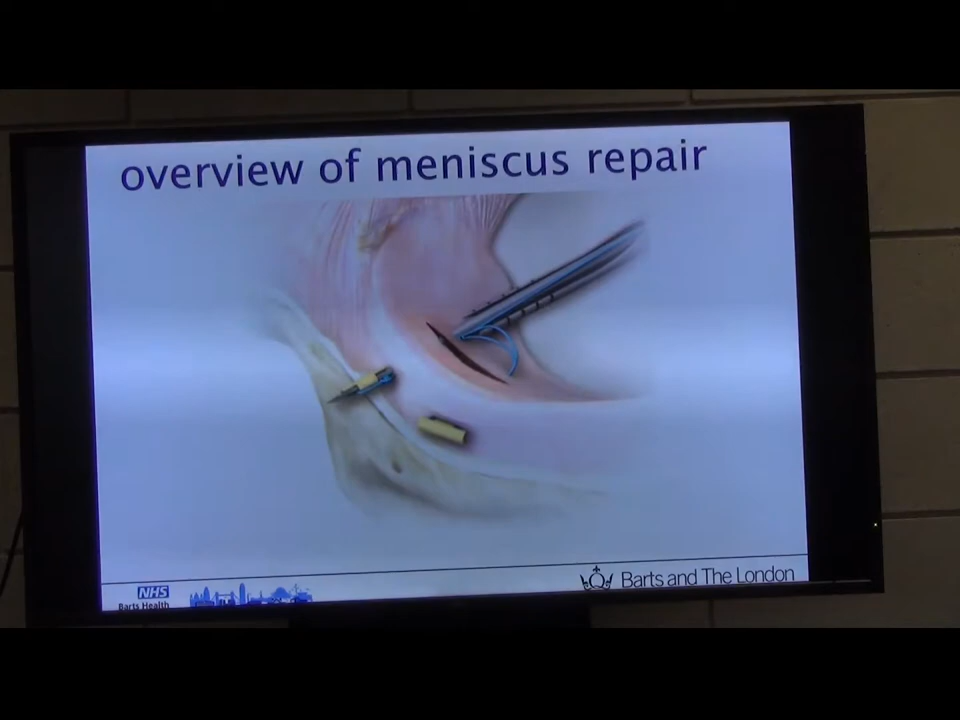 overview of meniscus repair
NHS
Barts Health
Barts and The London